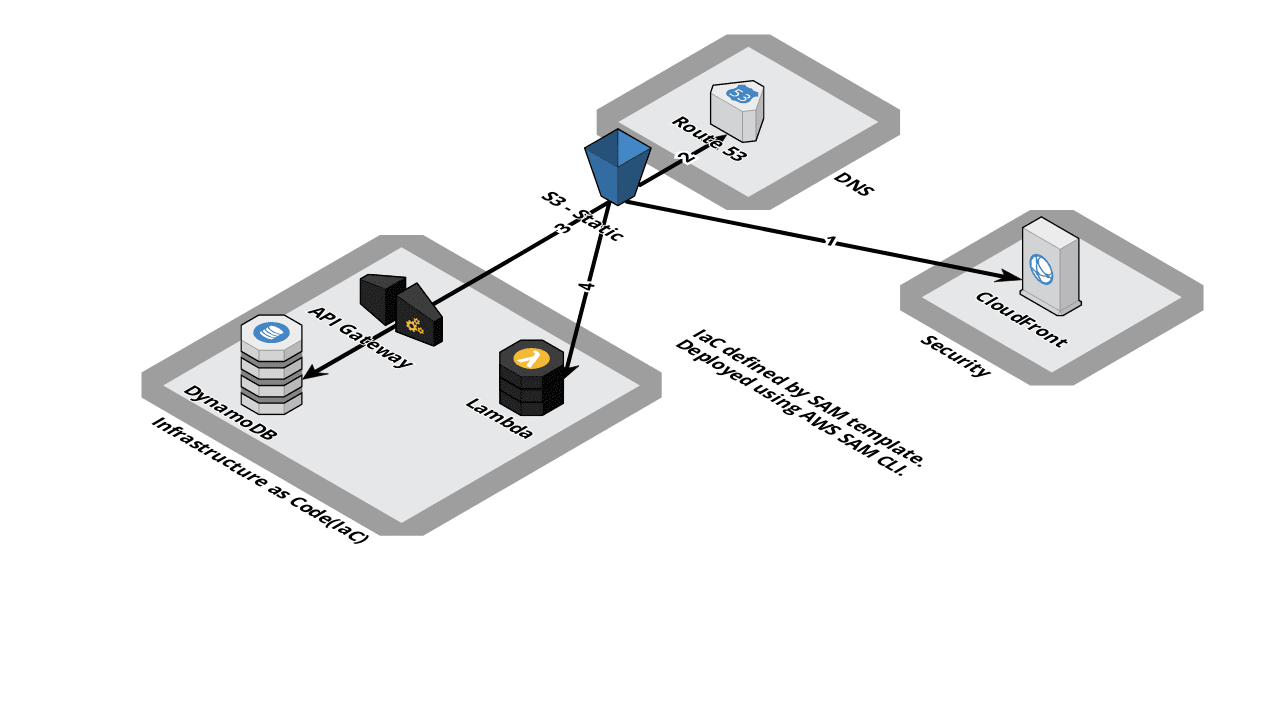 53
Route 53
2
DNS
S3 - Static
3
1
4
CloudFront
Security
API Gateway
DynamoDB
Lambda
Infrastructure as Code(IaC)
IaC defined by SAM template.
Deployed using AWS SAM CLI.
λ